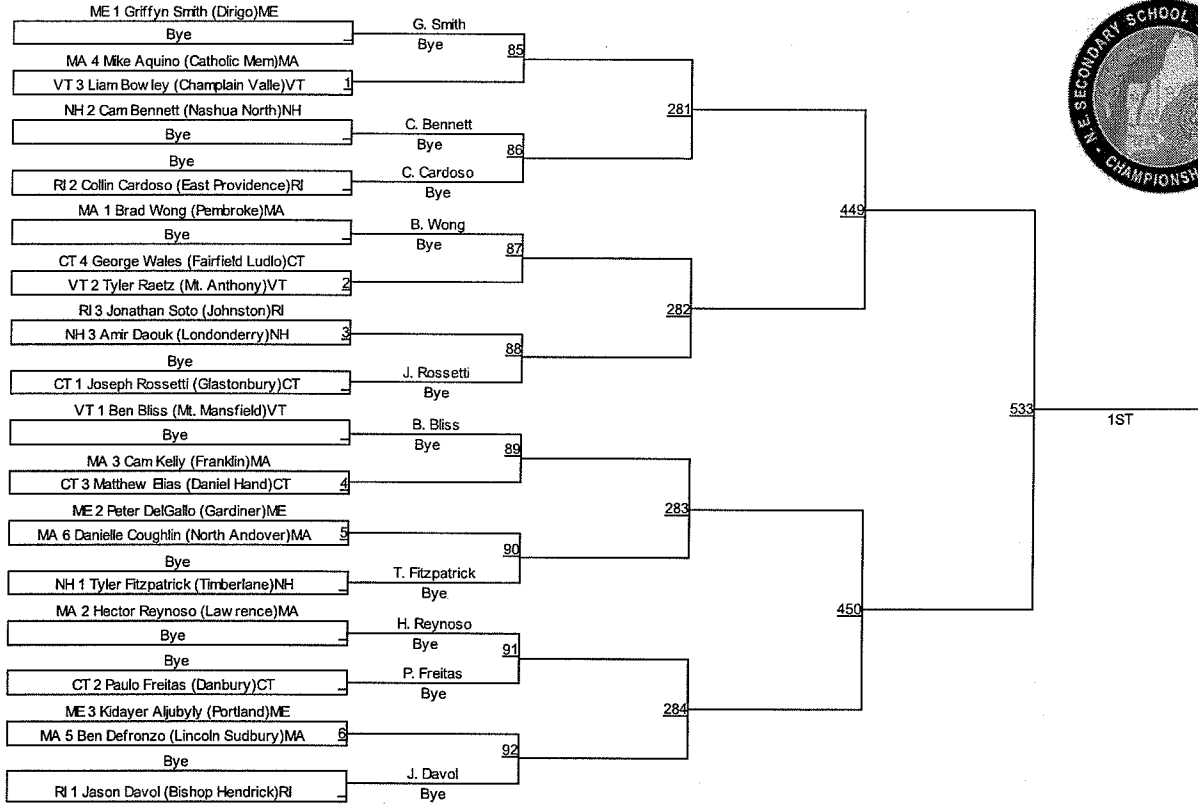 ME 1 Griffyn Smith (Dirigo)ME
Bye
MA 4 Mike Aquino (Catholic Mem)MA
VT 3 Liam Bowley (Champlain Valle)VT 1
NH 2 Cam Bennett (Nashua North)NH
Bye
Bye
RI 2 Collin Cardoso (East Providence)RI
MA 1 Brad Wong (Pembroke)MA
Bye
CT 4 George Wales (Fairfield Ludlo)CT
VT 2 Tyler Raetz (Mt. Anthony)VT 2
RI 3 Jonathan Soto (Johnston)RI
NH 3 Amir Daouk (Londonderry)NH 3
Bye
CT 1 Joseph Rossetti (Glastonbury)CT
VT 1 Ben Bliss (Mt. Mansfield)VT
Bye
MA 3 Cam Kelly (Franklin)MA
CT 3 Matthew Elias (Daniel Hand)CT 4
ME 2 Peter DelGallo (Gardiner)ME
MA 6 Danielle Coughlin (North Andover)MA 5
Bye
NH 1 Tyler Fitzpatrick (Timberlane)NH
MA 2 Hector Reynoso (Lawrence)MA
Bye
Bye
CT 2 Paulo Freitas (Danbury)CT
ME 3 Kidayer Aljubyly (Portland)ME
MA 5 Ben Defronzo (Lincoln Sudbury)MA 6
Bye
RI 1 Jason Davol (Bishop Hendrick)RI
G. Smith
Bye
85
C. Bennett
Bye
86
C. Cardoso
Bye
B. Wong
Bye
87
88
J. Rossetti
Bye
B. Bliss
Bye
89
90
T. Fitzpatrick
Bye
H. Reynoso
Bye
91
P. Freitas
Bye
92
J. Davol
Bye
281
282
283
284
449
450
533
1ST
N.E. SECONDARY SCHOOL
CHAMPIONSH